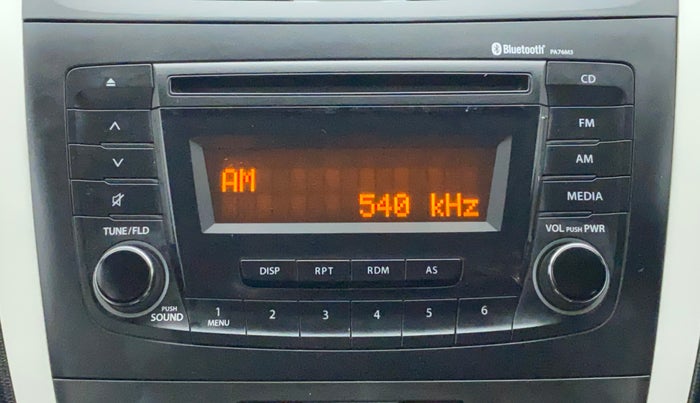 Bluetooth® PA74443
CD
FM
AM
AM
540 kHz
MEDIA
TUNE/FLD
VOL PUSH PWR
DISP RPT RDM AS
PUSH
SOUND
1 2 3 4 5 6
MENU